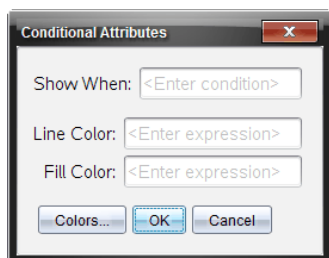 Conditional Attributes
Show When: <Enter condition>
Line Color: <Enter expression>
Fill Color: <Enter expression>
Colors... OK Cancel